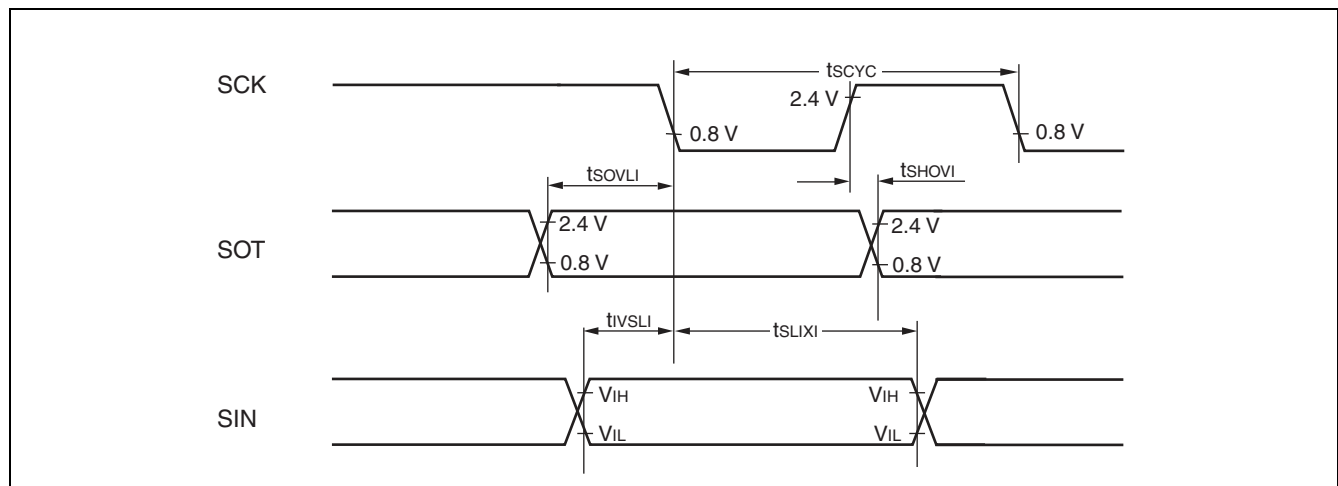 SCK
tSCYC
2.4 V
0.8 V
0.8 V
tSOVLI
tSHOVI
SOT
2.4 V
0.8 V
2.4 V
0.8 V
tIVSLI
tSLIXI
SIN
VIH
VIL
VIH
VIL